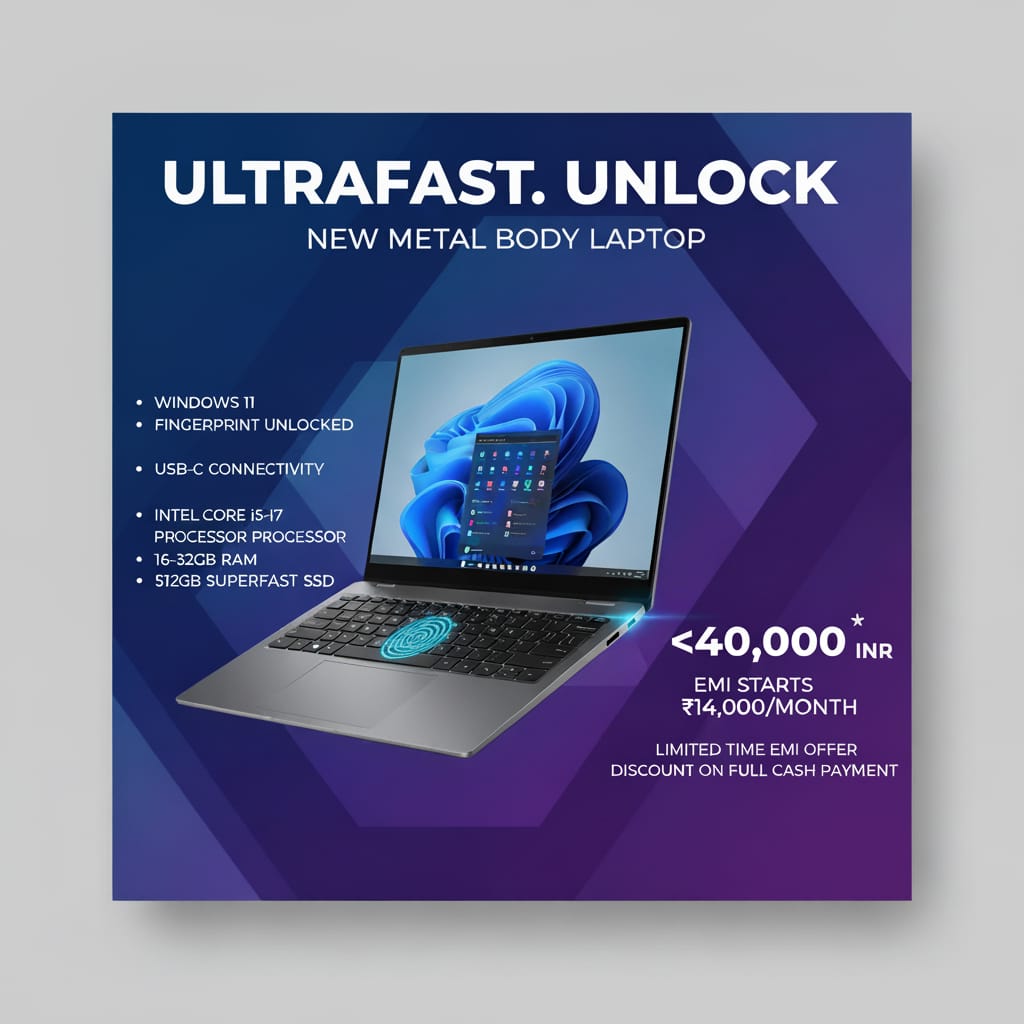 ULTRAFAST. UNLOCK
NEW METAL BODY LAPTOP
• WINDOWS 11
• FINGERPRINT UNLOCKED
• USB-C CONNECTIVITY
• INTEL CORE i5-i7
PROCESSOR PROCESSOR
• 16-32GB RAM
• 512GB SUPERFAST SSD
<40,000* INR
EMI STARTS
₹14,000/MONTH
LIMITED TIME EMI OFFER
DISCOUNT ON FULL CASH PAYMENT